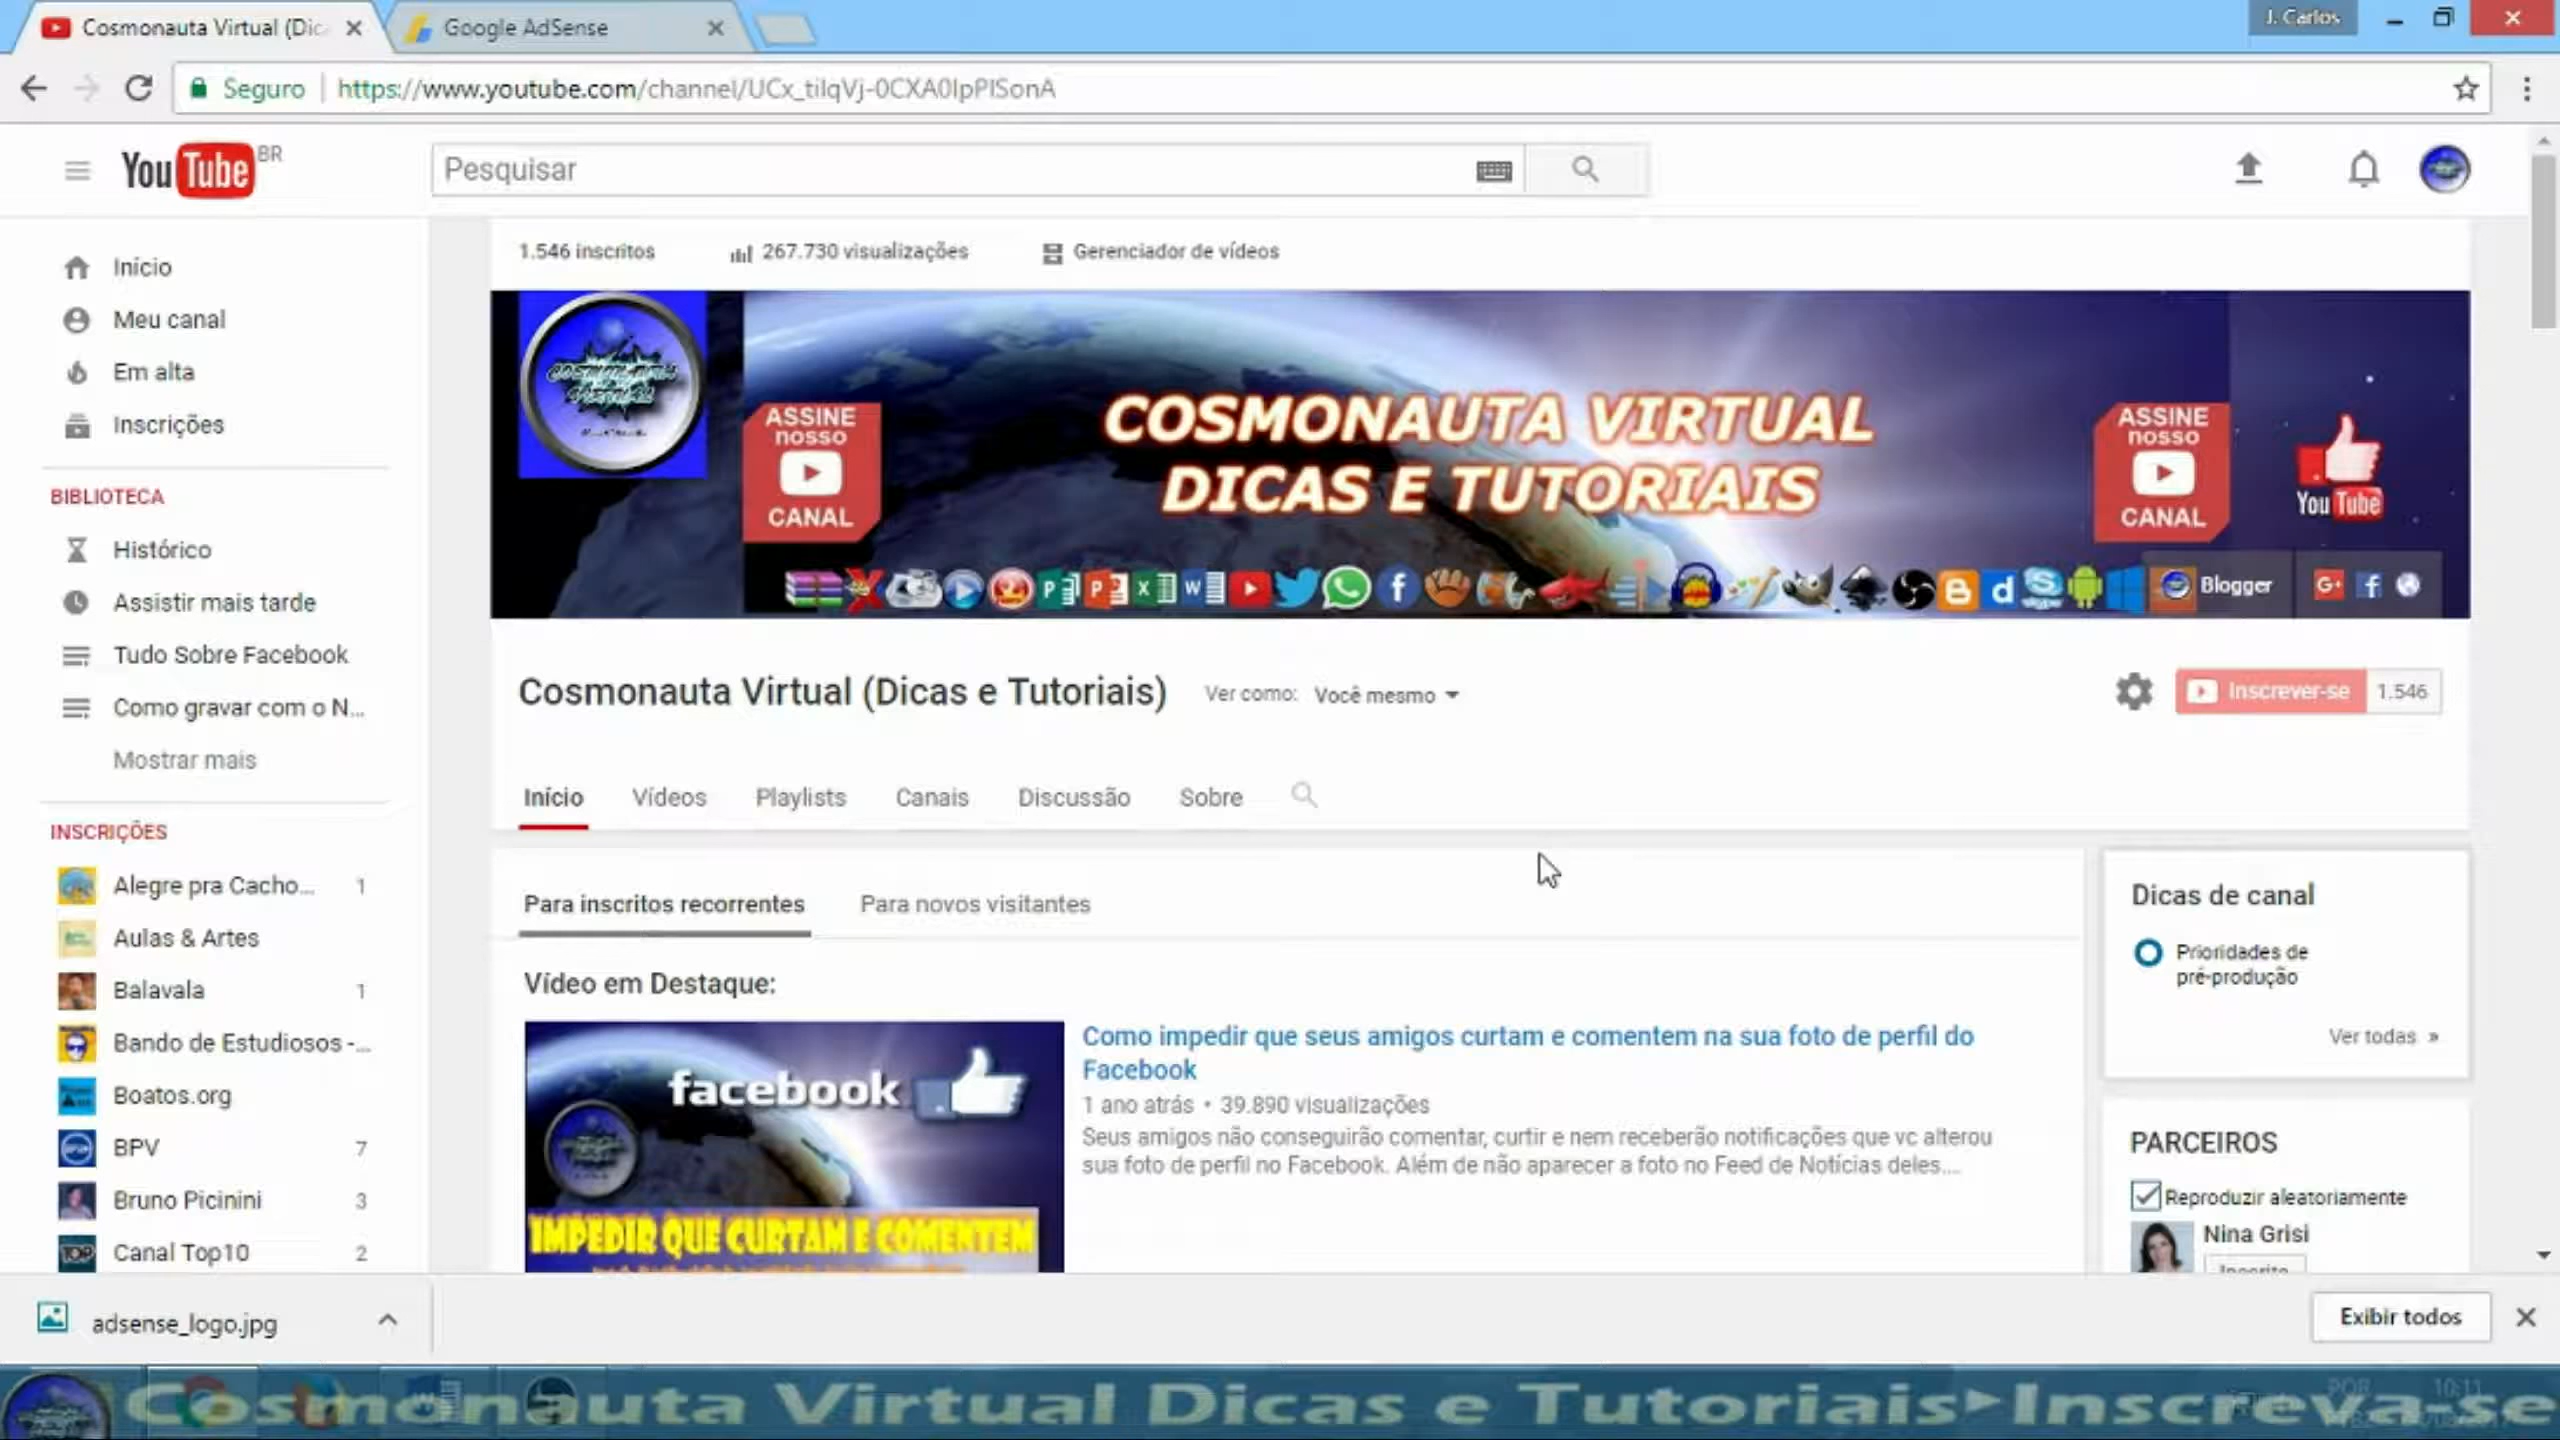 Cosmonauta Virtual (Dic
Google AdSense
J. Carlos
Seguro
https://www.youtube.com/channel/UCx_tilqVj-0CXA0lpPlSonA
YouTube BR
Pesquisar
1.546 inscritos
267.730 visualizações
Gerenciador de vídeos
Início
Meu canal
Em alta
Inscrições
BIBLIOTECA
Histórico
Assistir mais tarde
Tudo Sobre Facebook
Como gravar com o N...
Mostrar mais
INSCRIÇÕES
Alegre pra Cacho... 1
Aulas & Artes
Balavala 1
Bando de Estudiosos -...
Boatos.org
BPV 7
Bruno Picinini 3
Canal Top10 2
COSMONAUTA
VIRTUAL
ASSINE
nosso
CANAL
COSMONAUTA VIRTUAL
DICAS E TUTORIAIS
ASSINE
nosso
CANAL
YouTube
Blogger
Cosmonauta Virtual (Dicas e Tutoriais)
Ver como: Você mesmo
Inscrever-se 1.546
Início
Vídeos
Playlists
Canais
Discussão
Sobre
Para inscritos recorrentes
Para novos visitantes
Vídeo em Destaque:
facebook
IMPEDIR QUE CURTAM E COMENTEM
Como impedir que seus amigos curtam e comentem na sua foto de perfil do
Facebook
1 ano atrás • 39.890 visualizações
Seus amigos não conseguirão comentar, curtir e nem receberão notificações que vc alterou
sua foto de perfil no Facebook. Além de não aparecer a foto no Feed de Notícias deles....
Dicas de canal
Prioridades de
pré-produção
Ver todas »
PARCEIROS
Reproduzir aleatoriamente
Nina Grisi
Inscrito
adsense_logo.jpg
Exibir todos
Cosmonauta Virtual Dicas e Tutoriais►Inscreva-se
10:11